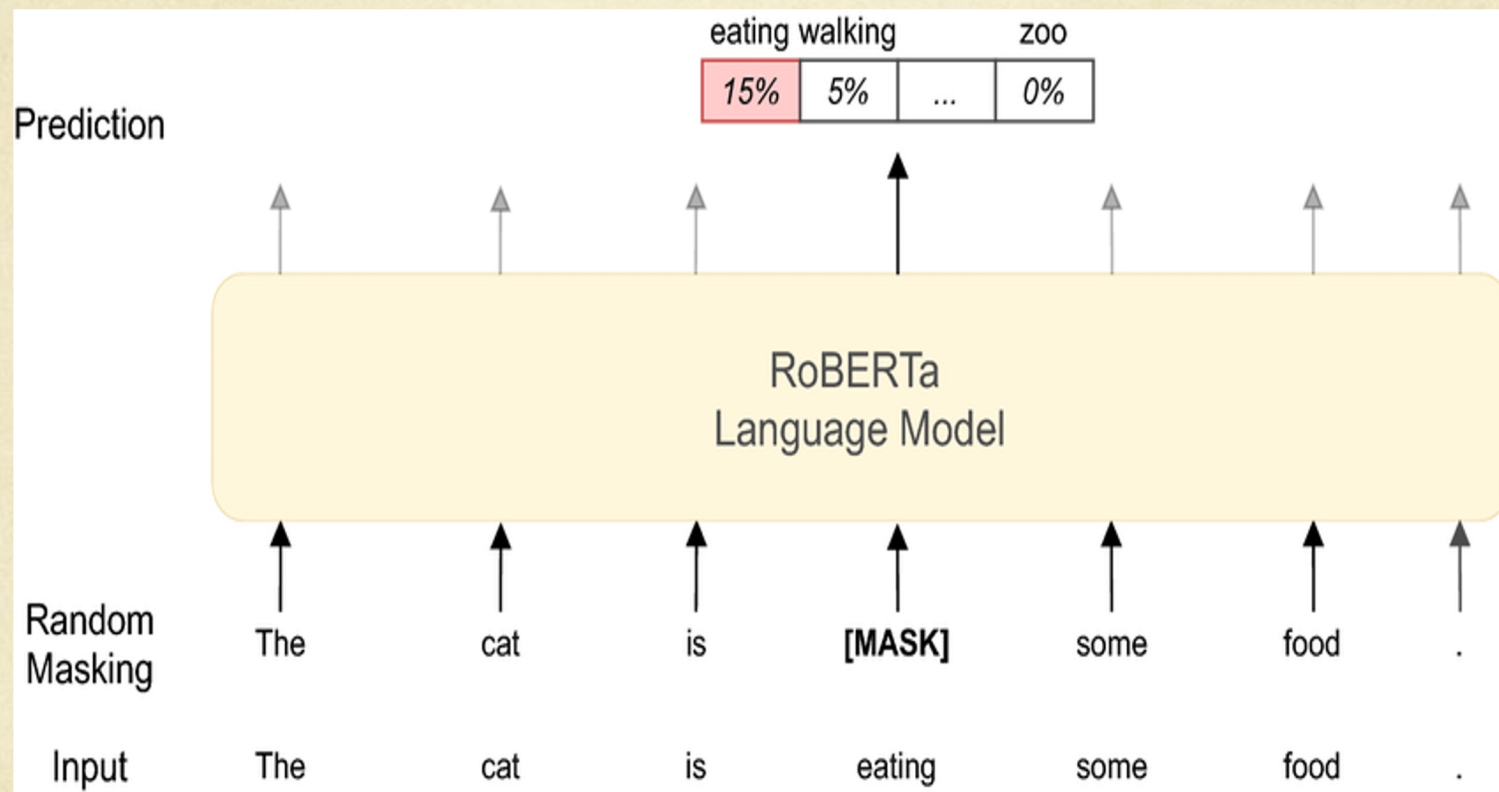 eating walking zoo
15% 5% ... 0%
Prediction
RoBERTa
Language Model
Random
Masking
The cat is [MASK] some food .
Input The cat is eating some food .